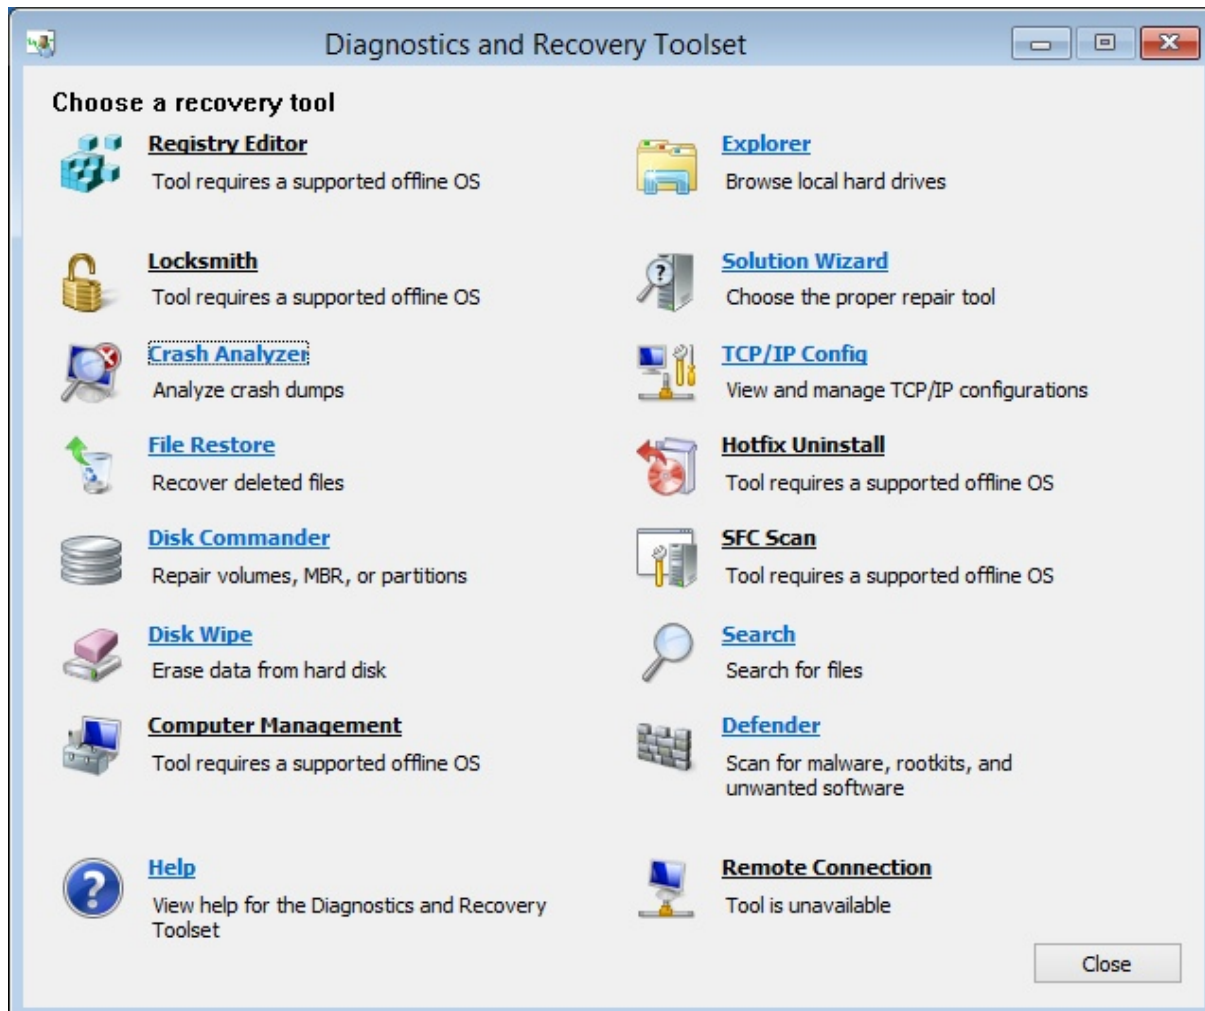 Diagnostics and Recovery Toolset
Choose a recovery tool
Registry Editor
Tool requires a supported offline OS
Explorer
Browse local hard drives
Locksmith
Tool requires a supported offline OS
Solution Wizard
Choose the proper repair tool
Crash Analyzer
Analyze crash dumps
TCP/IP Config
View and manage TCP/IP configurations
File Restore
Recover deleted files
Hotfix Uninstall
Tool requires a supported offline OS
Disk Commander
Repair volumes, MBR, or partitions
SFC Scan
Tool requires a supported offline OS
Disk Wipe
Erase data from hard disk
Search
Search for files
Computer Management
Tool requires a supported offline OS
Defender
Scan for malware, rootkits, and
unwanted software
Help
View help for the Diagnostics and Recovery
Toolset
Remote Connection
Tool is unavailable
Close